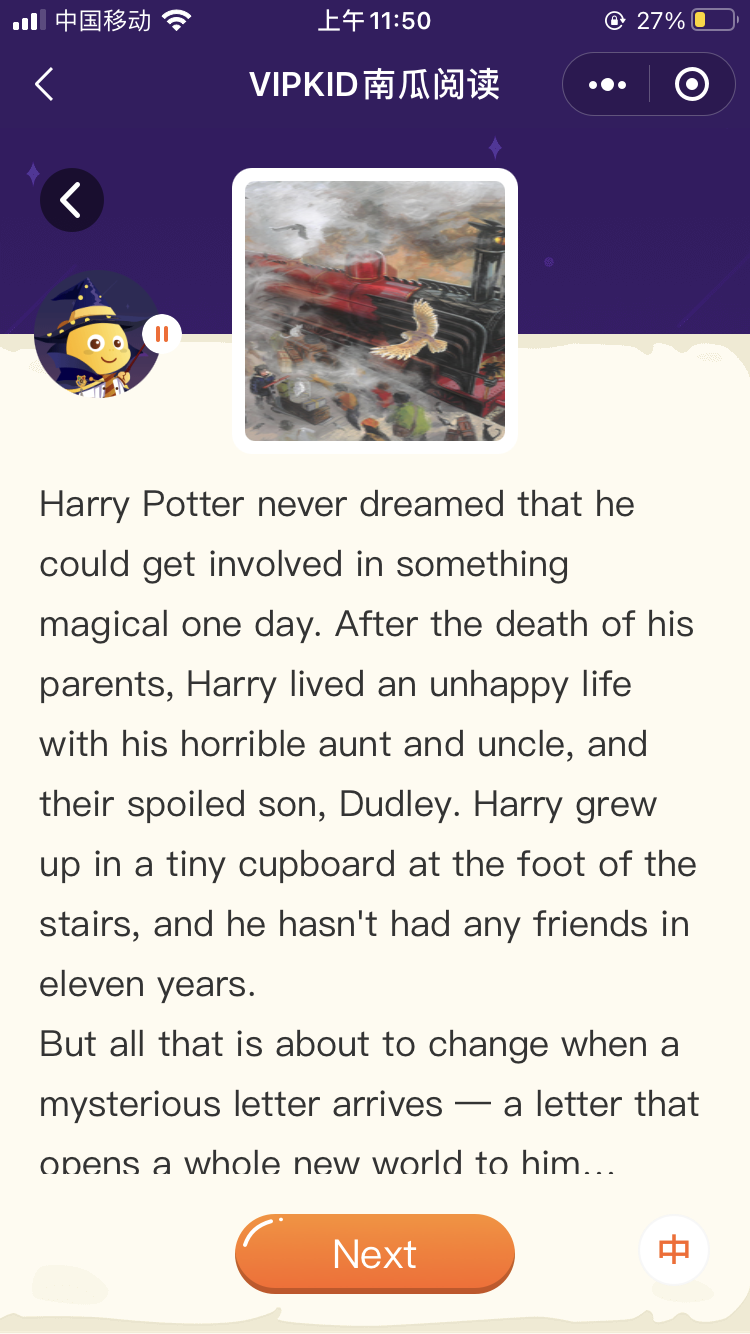 中国移动
上午11:50
27%
VIPKID南瓜阅读
Harry Potter never dreamed that he
could get involved in something
magical one day. After the death of his
parents, Harry lived an unhappy life
with his horrible aunt and uncle, and
their spoiled son, Dudley. Harry grew
up in a tiny cupboard at the foot of the
stairs, and he hasn't had any friends in
eleven years.
But all that is about to change when a
mysterious letter arrives — a letter that
opens a whole new world to him...
Next
中